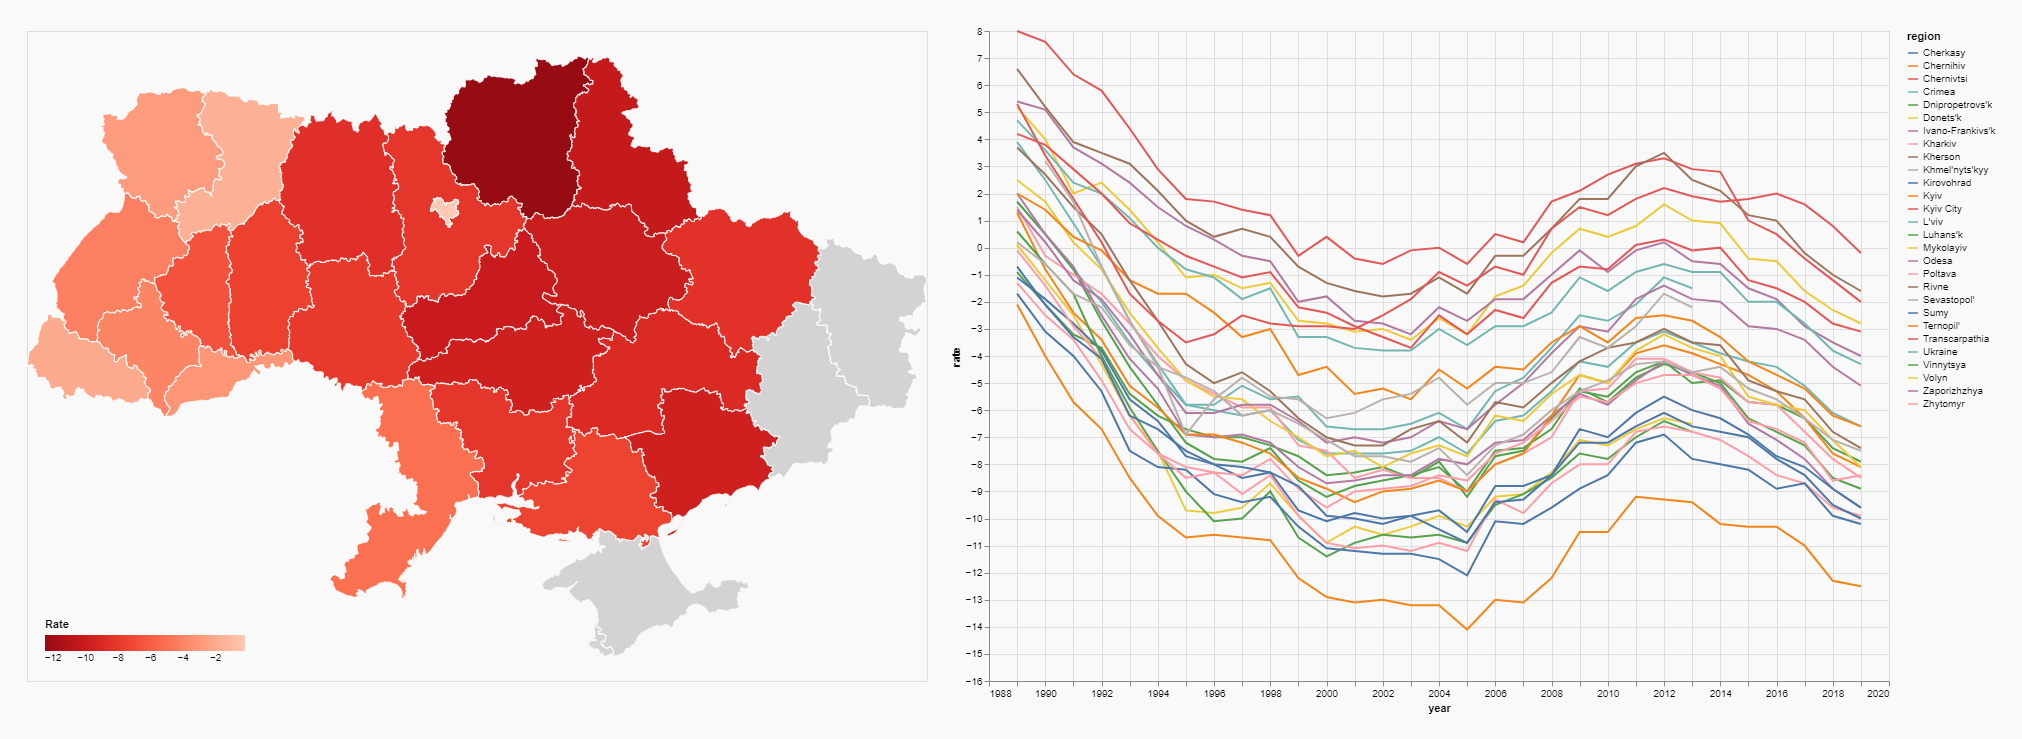 Rate
−12 −10 −8 −6 −4 −2
8
7
6
5
4
3
2
1
0
−1
−2
−3
−4
−5
−6
−7
−8
−9
−10
−11
−12
−13
−14
−15
−16
rate
1988 1990 1992 1994 1996 1998 2000 2002 2004 2006 2008 2010 2012 2014 2016 2018 2020
year
region
Cherkasy
Chernihiv
Chernivtsi
Crimea
Dnipropetrovs'k
Donets'k
Ivano-Frankivs'k
Kharkiv
Kherson
Khmel'nyts'kyy
Kirovohrad
Kyiv
Kyiv City
L'viv
Luhans'k
Mykolayiv
Odesa
Poltava
Rivne
Sevastopol'
Sumy
Ternopil'
Transcarpathia
Ukraine
Vinnytsya
Volyn
Zaporizhzhya
Zhytomyr